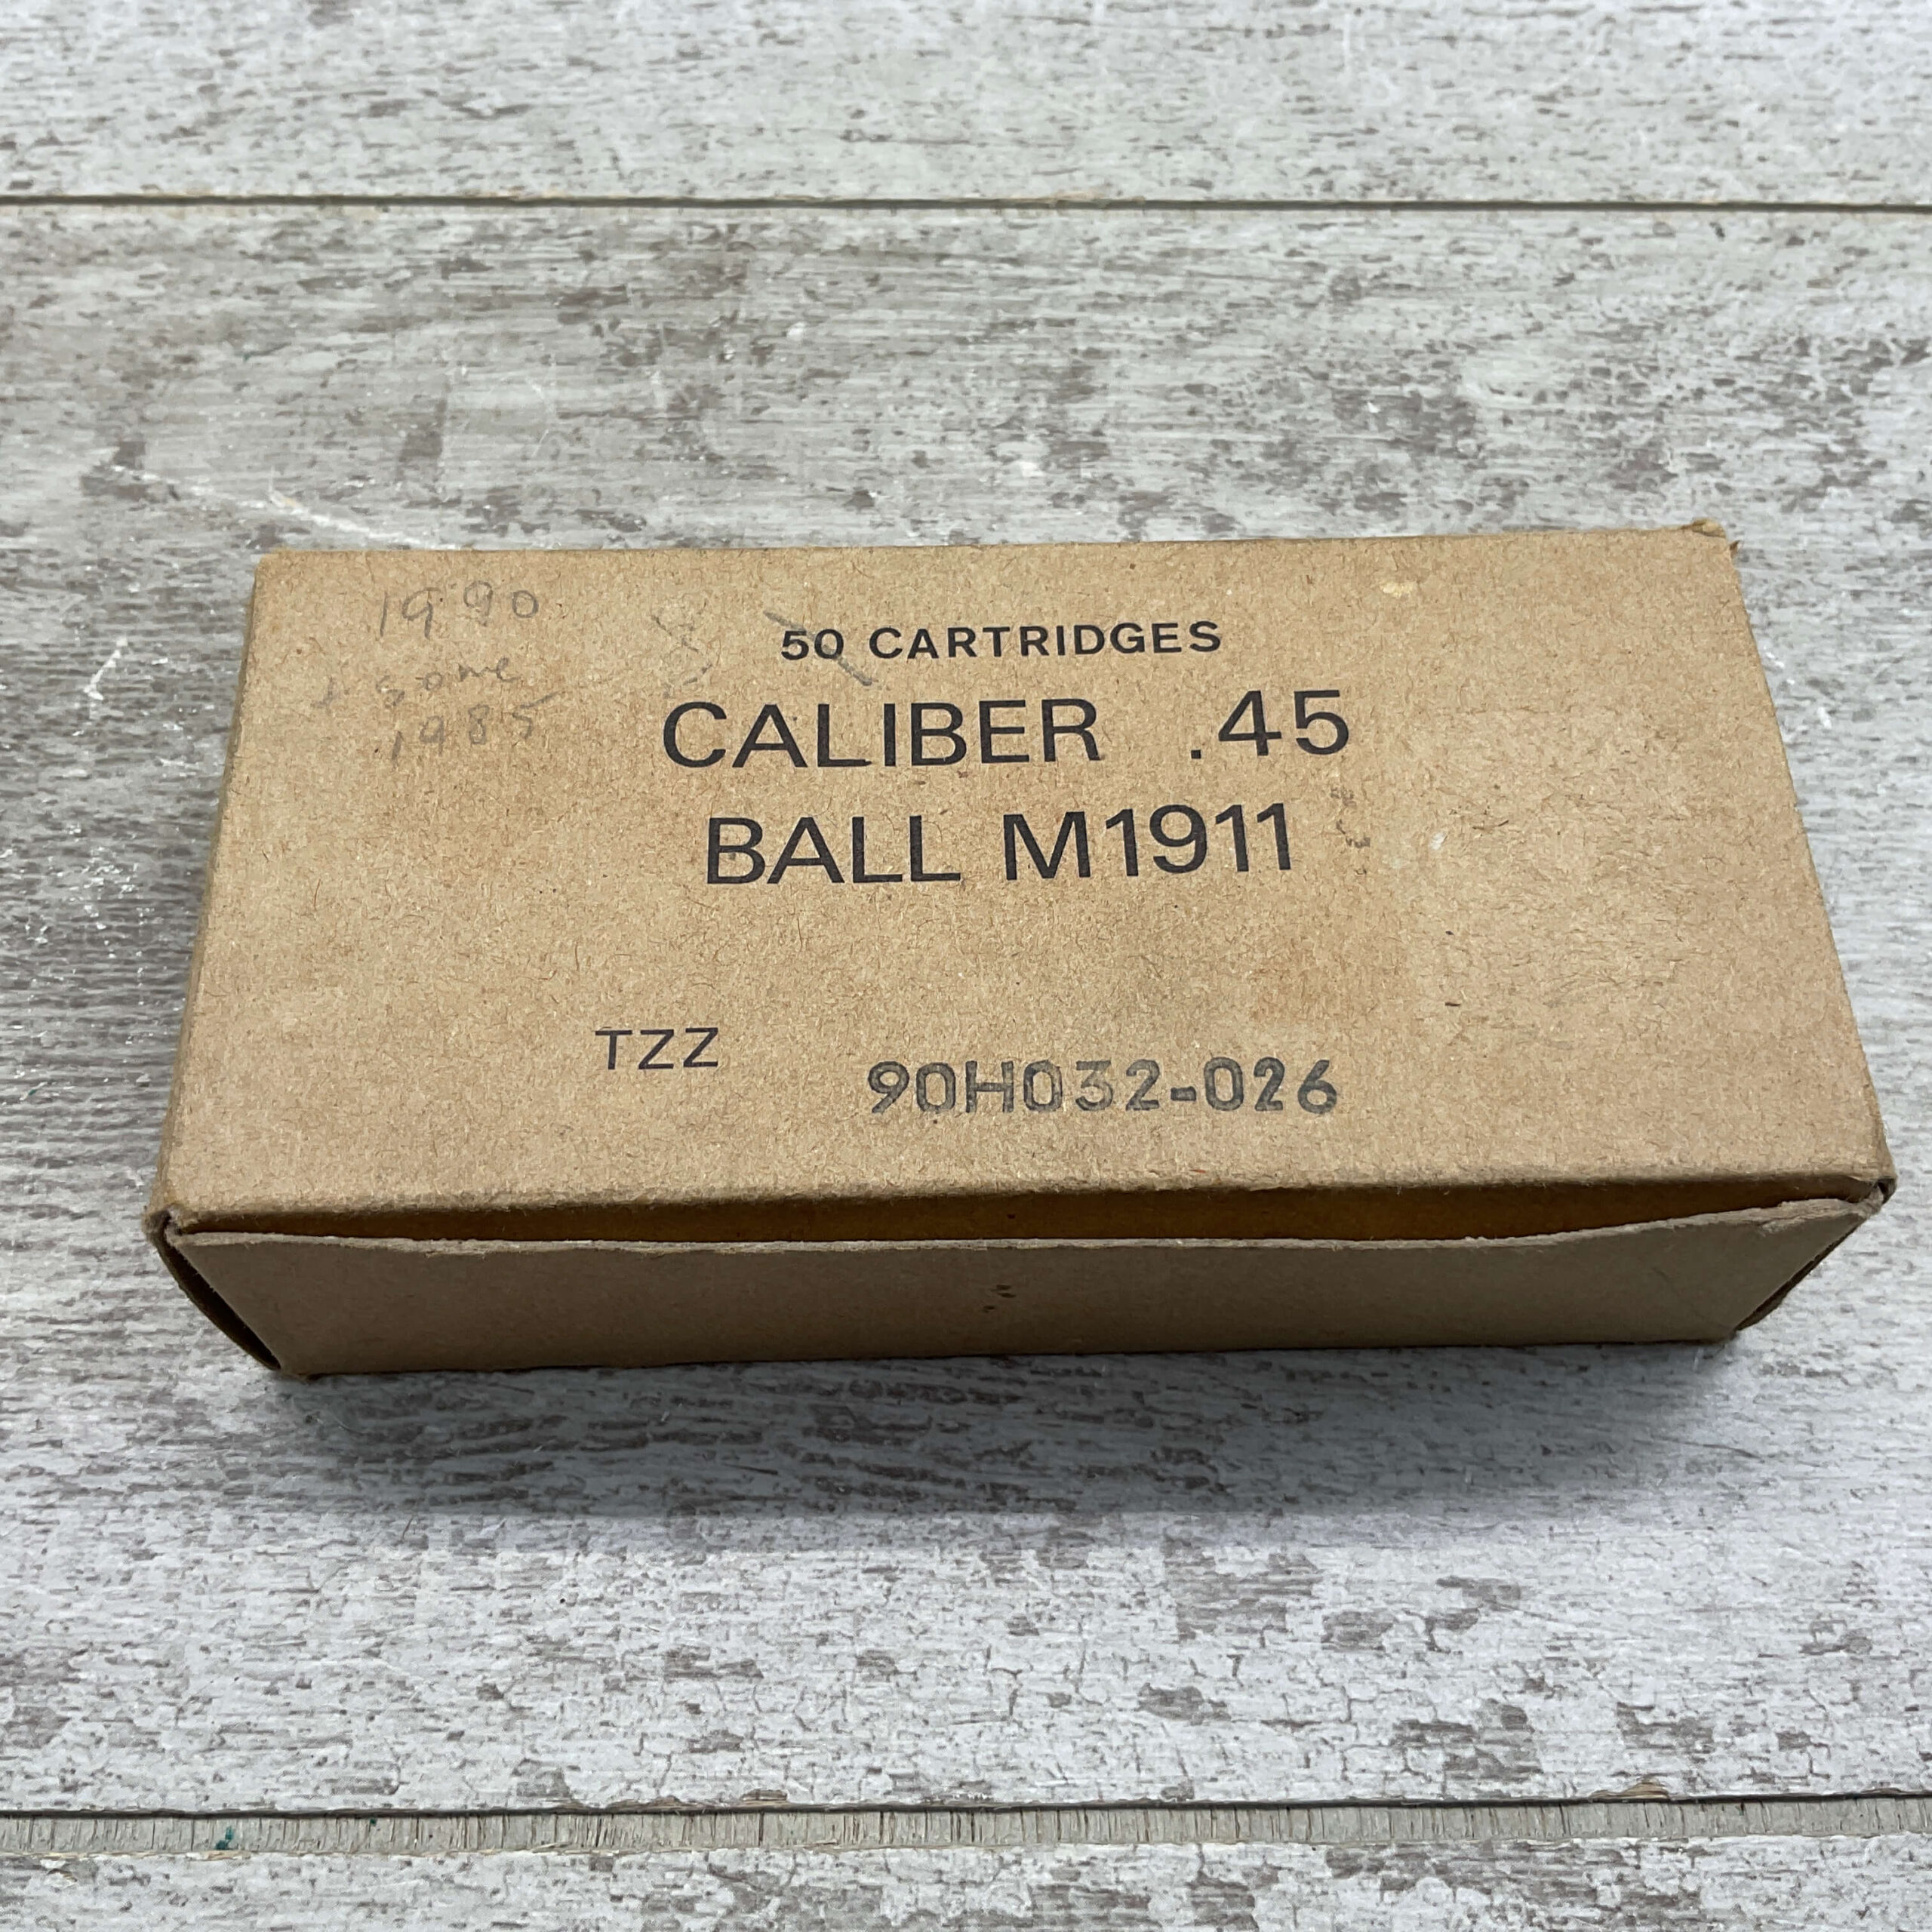 1990
+ some
1985
50 CARTRIDGES
CALIBER .45
BALL M1911
TZZ
90H032-026